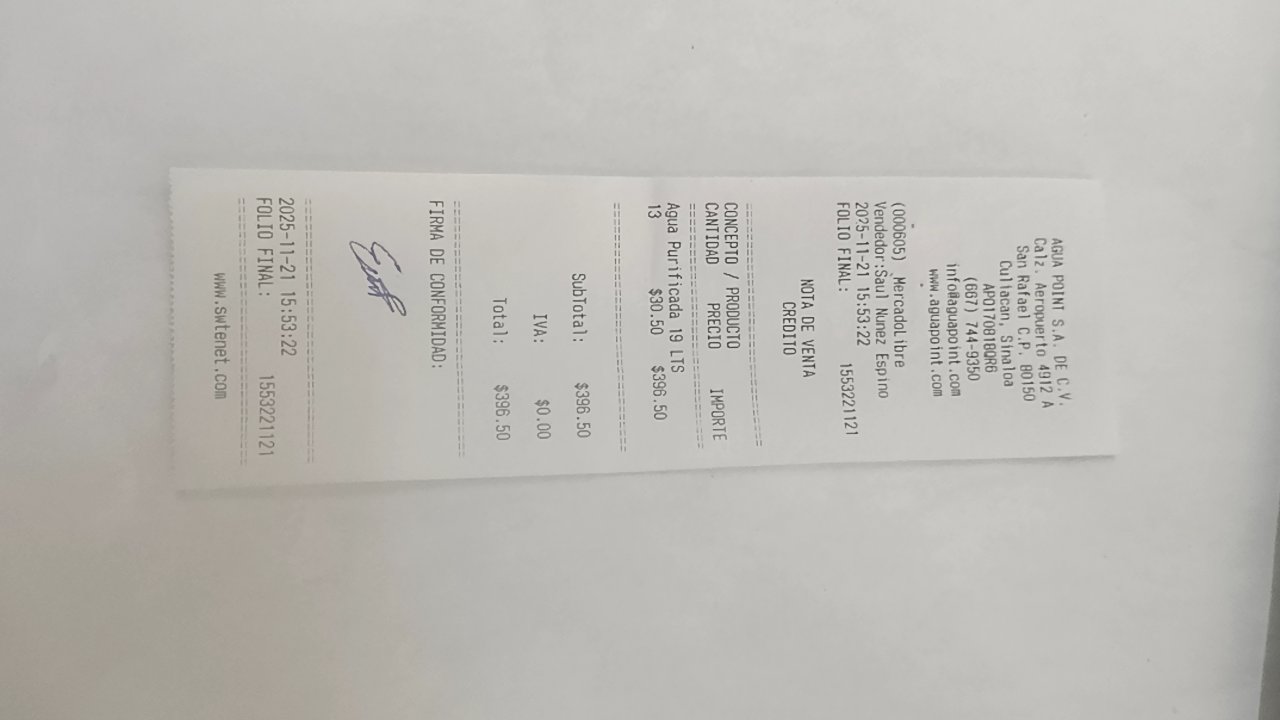 AGUA POINT S.A. DE C.V.
Calz. Aeropuerto 4912 A
San Rafael C.P. 80150
Culiacan, Sinaloa
APO170818QR6
(667) 744-9350
info@aguapoint.com
www.aguapoint.com
(000605) MercadoLibre
Vendedor:Saul Nunez Espino
2025-11-21 15:53:22
FOLIO FINAL: 1553221121
NOTA DE VENTA
CREDITO
==============================
CONCEPTO / PRODUCTO
CANTIDAD PRECIO IMPORTE
==============================
Agua Purificada 19 LTS
13 $30.50 $396.50
==============================
SubTotal: $396.50
IVA: $0.00
Total: $396.50
==============================
FIRMA DE CONFORMIDAD:
==============================
2025-11-21 15:53:22
FOLIO FINAL: 1553221121
==============================
www.swtenet.com